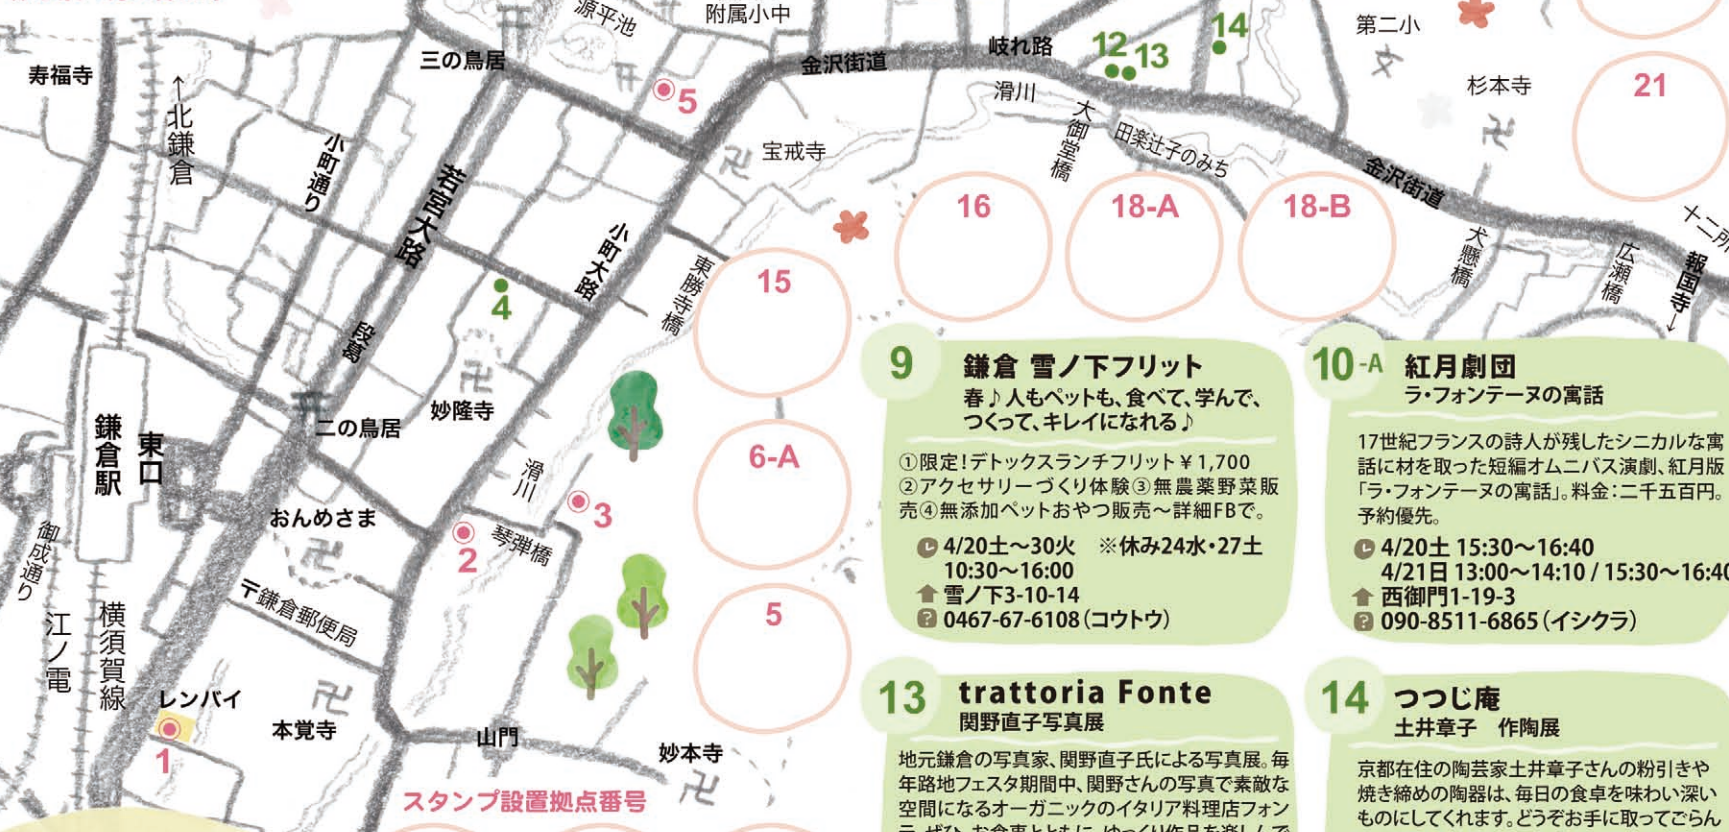 源平池
附属小中
第二小
三の鳥居
寿福寺
←北鎌倉
岐れ路
金沢街道
12
13
14
5
滑川
杉本寺
21
大御堂橋
田楽辻子のみち
宝戒寺
小町通り
若宮大路
金沢街道
16
18-A
18-B
小町大路
東勝寺橋
犬懸橋
広瀬橋
報国寺→
15
4
段葛
妙隆寺
二の鳥居
鎌倉駅
東口
6-A
滑川
3
2
琴弾橋
おんめさま
御成通り
〒鎌倉郵便局
5
江ノ電
横須賀線
レンバイ
1
本覚寺
山門
妙本寺
スタンプ設置拠点番号
9
鎌倉 雪ノ下フリット
春♪人もペットも、食べて、学んで、
つくって、キレイになれる♪
①限定!デトックスランチフリット¥1,700
②アクセサリーづくり体験③無農薬野菜販
売④無添加ペットおやつ販売〜詳細FBで。
4/20土〜30火 ※休み24水・27土
10:30〜16:00
雪ノ下3-10-14
0467-67-6108(コウトウ)
10-A
紅月劇団
ラ・フォンテーヌの寓話
17世紀フランスの詩人が残したシニカルな寓
話に材を取った短編オムニバス演劇、紅月版
「ラ・フォンテーヌの寓話」。料金:二千五百円。
予約優先。
4/20土 15:30〜16:40
4/21日 13:00〜14:10 / 15:30〜16:40
西御門1-19-3
090-8511-6865(イシクラ)
13
trattoria Fonte
関野直子写真展
地元鎌倉の写真家、関野直子氏による写真展。毎
年路地フェスタ期間中、関野さんの写真で素敵な
空間になるオーガニックのイタリア料理店フォン
テ。ぜひ、お食事とともに、ゆっくり作品を楽しんで
14
つつじ庵
土井章子 作陶展
京都在住の陶芸家土井章子さんの粉引きや
焼き締めの陶器は、毎日の食卓を味わい深い
ものにしてくれます。どうぞお手に取ってごらん